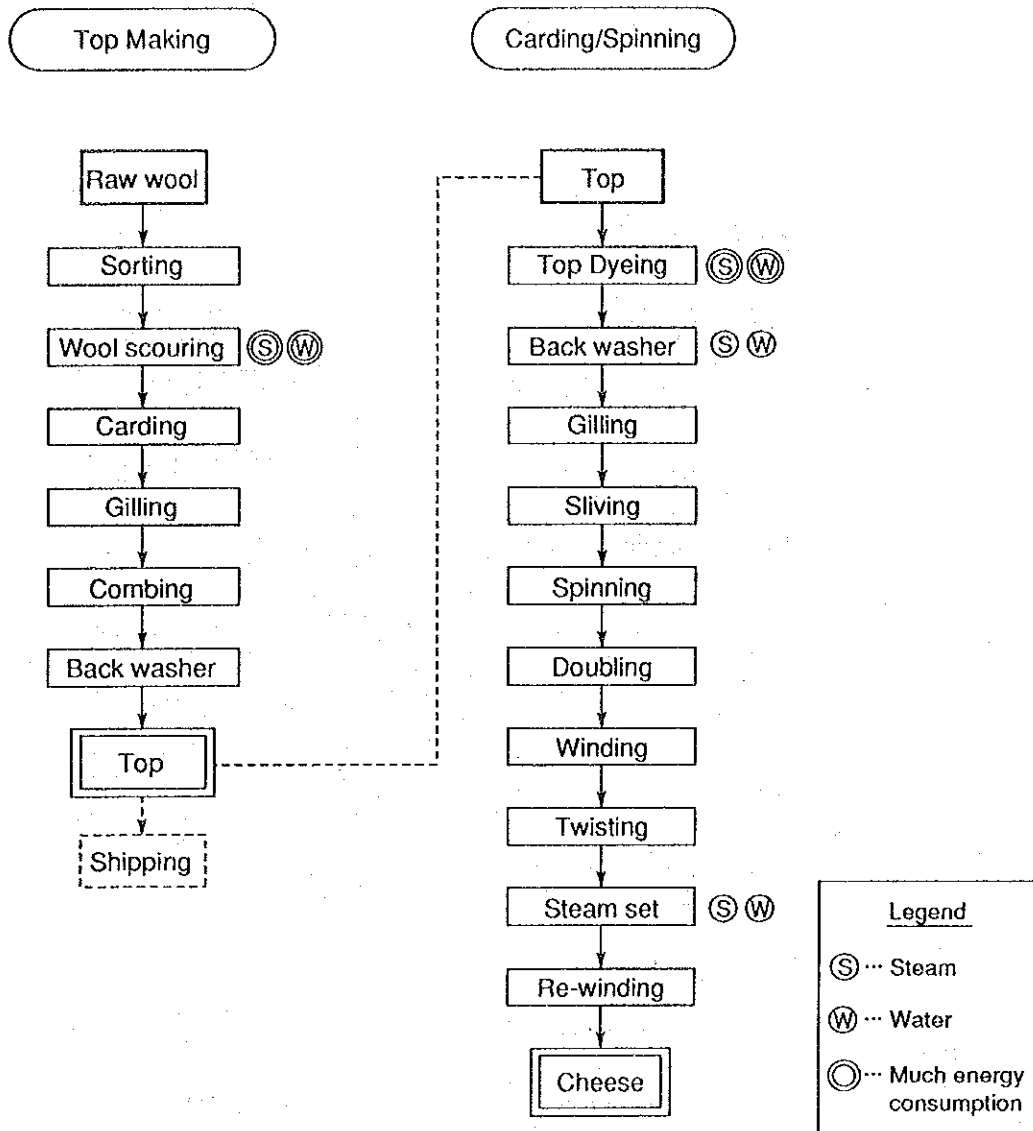 Top Making
Raw wool
Sorting
Wool scouring Ⓢ Ⓦ
Carding
Gilling
Combing
Back washer
Top
Shipping
Carding/Spinning
Top
Top Dyeing Ⓢ Ⓦ
Back washer Ⓢ Ⓦ
Gilling
Sliving
Spinning
Doubling
Winding
Twisting
Steam set Ⓢ Ⓦ
Re-winding
Cheese
Legend
Ⓢ ··· Steam
Ⓦ ··· Water
◎ ··· Much energy
consumption